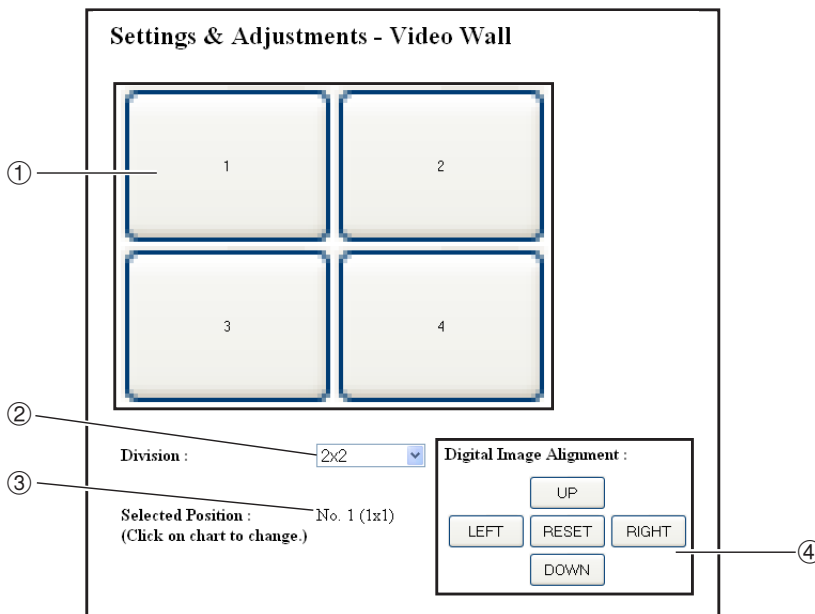 Settings & Adjustments - Video Wall
①
1
2
3
4
②
Division :
2x2
Digital Image Alignment :
UP
③
Selected Position :
No. 1 (1x1)
(Click on chart to change.)
LEFT
RESET
RIGHT
④
DOWN